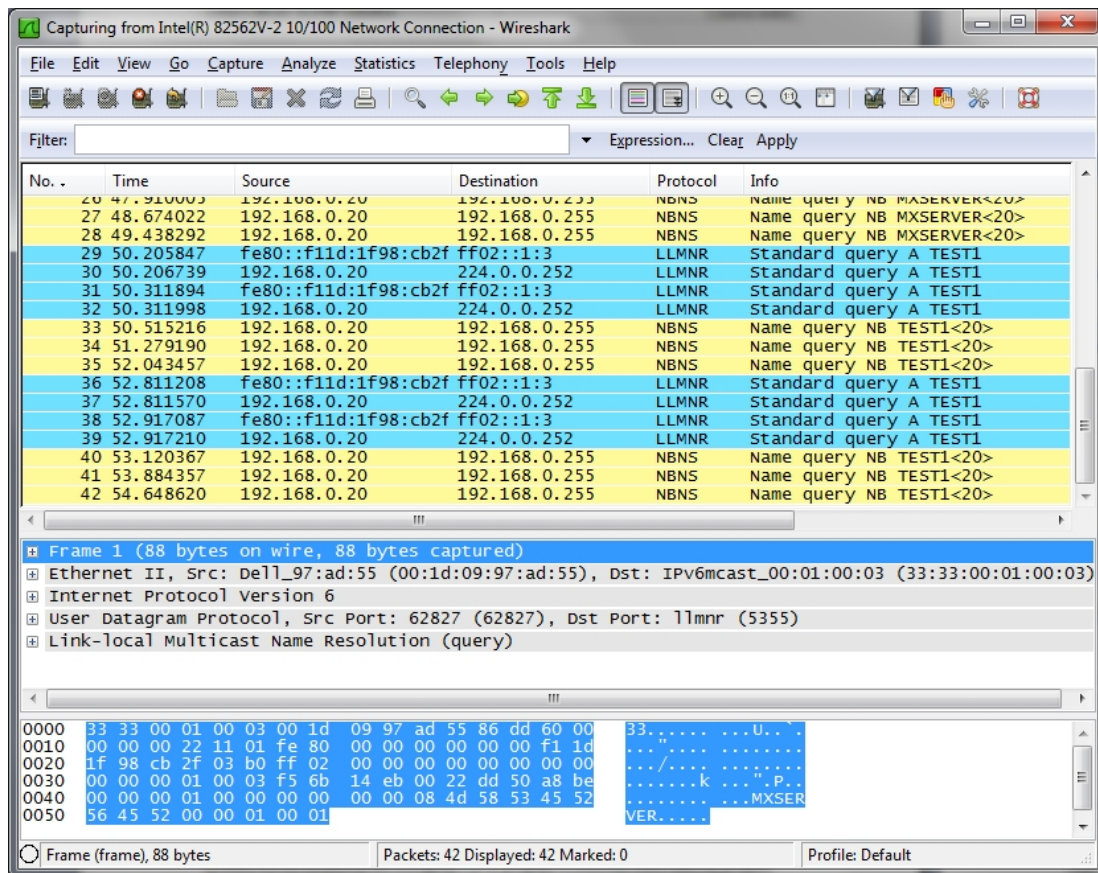 Capturing from Intel(R) 82562V-2 10/100 Network Connection - Wireshark
File Edit View Go Capture Analyze Statistics Telephony Tools Help
Filter: Expression... Clear Apply
No. Time Source Destination Protocol Info
26 47.910003 192.168.0.20 192.168.0.255 NBNS Name query NB MXSERVER<20>
27 48.674022 192.168.0.20 192.168.0.255 NBNS Name query NB MXSERVER<20>
28 49.438292 192.168.0.20 192.168.0.255 NBNS Name query NB MXSERVER<20>
29 50.205847 fe80::f11d:1f98:cb2f ff02::1:3 LLMNR Standard query A TEST1
30 50.206739 192.168.0.20 224.0.0.252 LLMNR Standard query A TEST1
31 50.311894 fe80::f11d:1f98:cb2f ff02::1:3 LLMNR Standard query A TEST1
32 50.311998 192.168.0.20 224.0.0.252 LLMNR Standard query A TEST1
33 50.515216 192.168.0.20 192.168.0.255 NBNS Name query NB TEST1<20>
34 51.279190 192.168.0.20 192.168.0.255 NBNS Name query NB TEST1<20>
35 52.043457 192.168.0.20 192.168.0.255 NBNS Name query NB TEST1<20>
36 52.811208 fe80::f11d:1f98:cb2f ff02::1:3 LLMNR Standard query A TEST1
37 52.811570 192.168.0.20 224.0.0.252 LLMNR Standard query A TEST1
38 52.917087 fe80::f11d:1f98:cb2f ff02::1:3 LLMNR Standard query A TEST1
39 52.917210 192.168.0.20 224.0.0.252 LLMNR Standard query A TEST1
40 53.120367 192.168.0.20 192.168.0.255 NBNS Name query NB TEST1<20>
41 53.884357 192.168.0.20 192.168.0.255 NBNS Name query NB TEST1<20>
42 54.648620 192.168.0.20 192.168.0.255 NBNS Name query NB TEST1<20>
Frame 1 (88 bytes on wire, 88 bytes captured)
Ethernet II, Src: Dell_97:ad:55 (00:1d:09:97:ad:55), Dst: IPv6mcast_00:01:00:03 (33:33:00:01:00:03)
Internet Protocol Version 6
User Datagram Protocol, Src Port: 62827 (62827), Dst Port: llmnr (5355)
Link-local Multicast Name Resolution (query)
0000 33 33 00 01 00 03 00 1d 09 97 ad 55 86 dd 60 00 33...... ...U..`.
0010 00 00 00 22 11 01 fe 80 00 00 00 00 00 00 f1 1d ...".... ........
0020 1f 98 cb 2f 03 b0 ff 02 00 00 00 00 00 00 00 00 .../.... ........
0030 00 00 00 01 00 03 f5 6b 14 eb 00 22 dd 50 a8 be .......k ...".P..
0040 00 00 00 01 00 00 00 00 00 00 08 4d 58 53 45 52 ........ ...MXSER
0050 56 45 52 00 00 01 00 01 VER.....
Frame (frame), 88 bytes Packets: 42 Displayed: 42 Marked: 0 Profile: Default